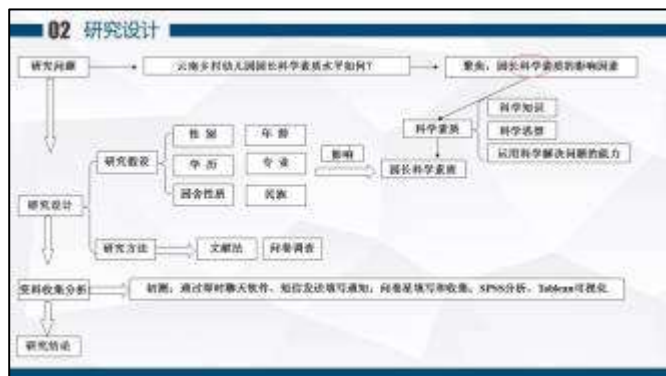 02 研究设计
研究问题
云南乡村幼儿园园长科学素质水平如何？
聚焦：园长科学素质的影响因素
科学知识
科学素质
科学思想
运用科学解决问题的能力
性别
年龄
研究假设
学历
专业
影响
园长科学素质
园舍性质
民族
研究设计
研究方法
文献法
问卷调查
资料收集分析
初测：通过即时聊天软件、短信发送填写通知；问卷星填写和收集；SPSS分析、Tableau可视化
研究结论